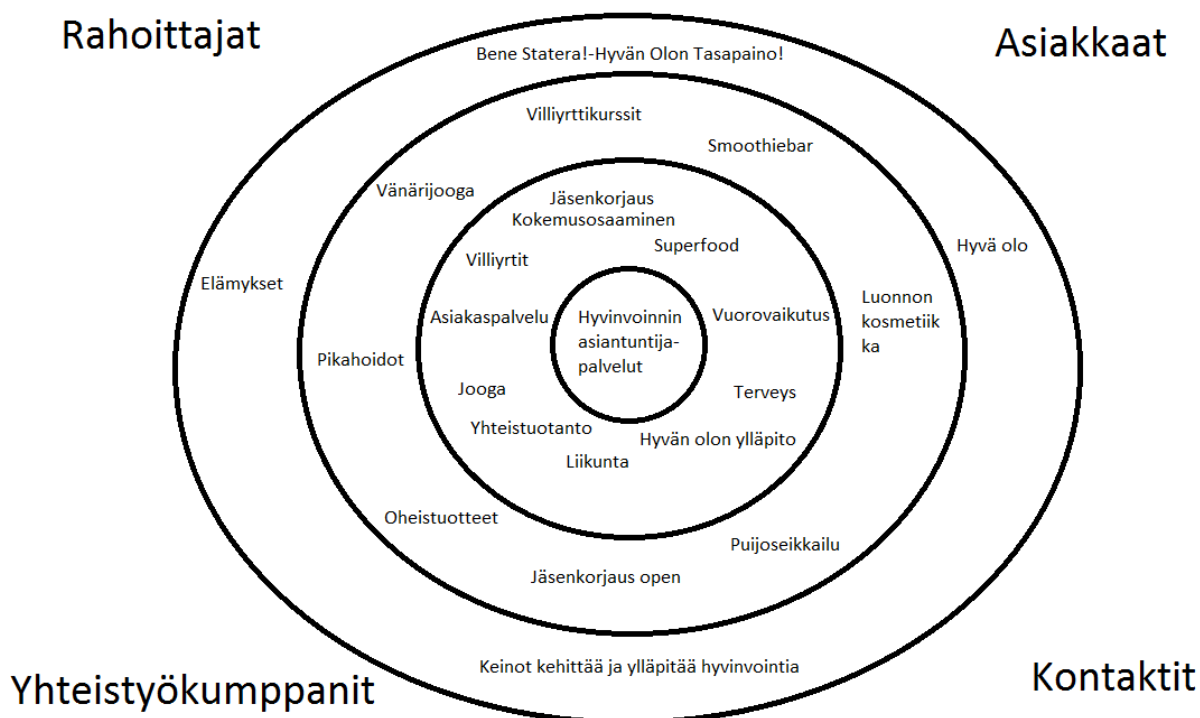 Rahoittajat
Asiakkaat
Bene Statera!-Hyvän Olon Tasapaino!
Villiyrttikurssit
Smoothiebar
Vänärijooga
Jäsenkorjaus
Kokemusosaaminen
Superfood
Hyvä olo
Villiyrtit
Elämykset
Asiakaspalvelu
Hyvinvoinnin
asiantuntija-
palvelut
Vuorovaikutus
Luonnon
kosmetiik
ka
Pikahoidot
Jooga
Terveys
Yhteistuotanto
Hyvän olon ylläpito
Liikunta
Oheistuotteet
Puijoseikkailu
Jäsenkorjaus open
Keinot kehittää ja ylläpitää hyvinvointia
Yhteistyökumppanit
Kontaktit